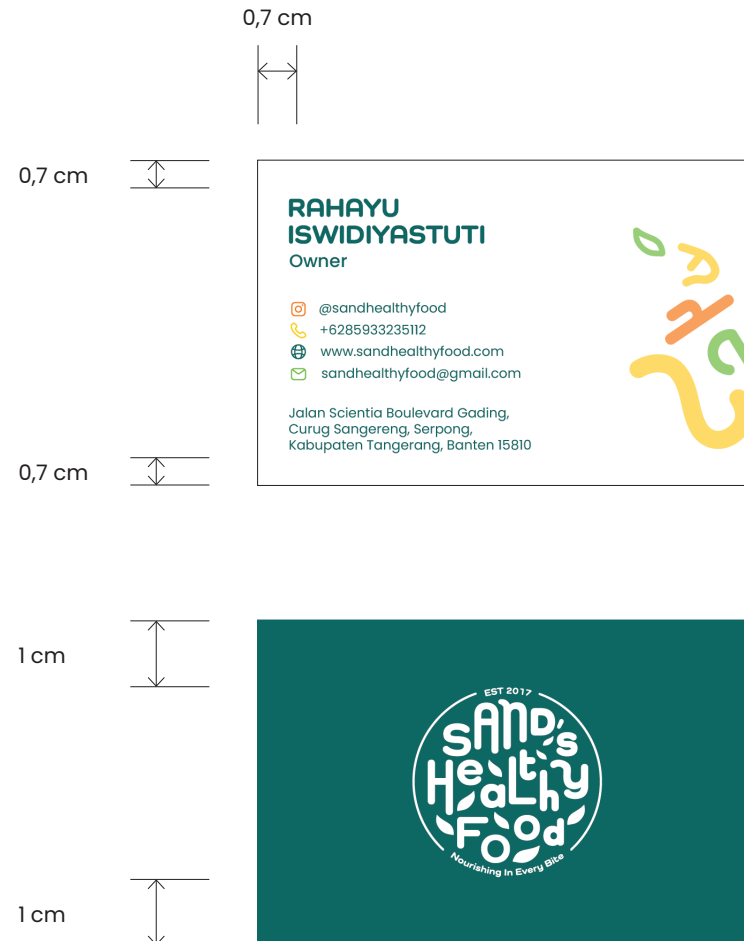 0,7 cm
0,7 cm
RAHAYU
ISWIDIYASTUTI
Owner
@sandhealthyfood
+6285933235112
www.sandhealthyfood.com
sandhealthyfood@gmail.com
Jalan Scientia Boulevard Gading,
Curug Sangereng, Serpong,
Kabupaten Tangerang, Banten 15810
0,7 cm
1 cm
EST 2017
SAND's
HeaLthy
Food
Nourishing In Every Bite
1 cm